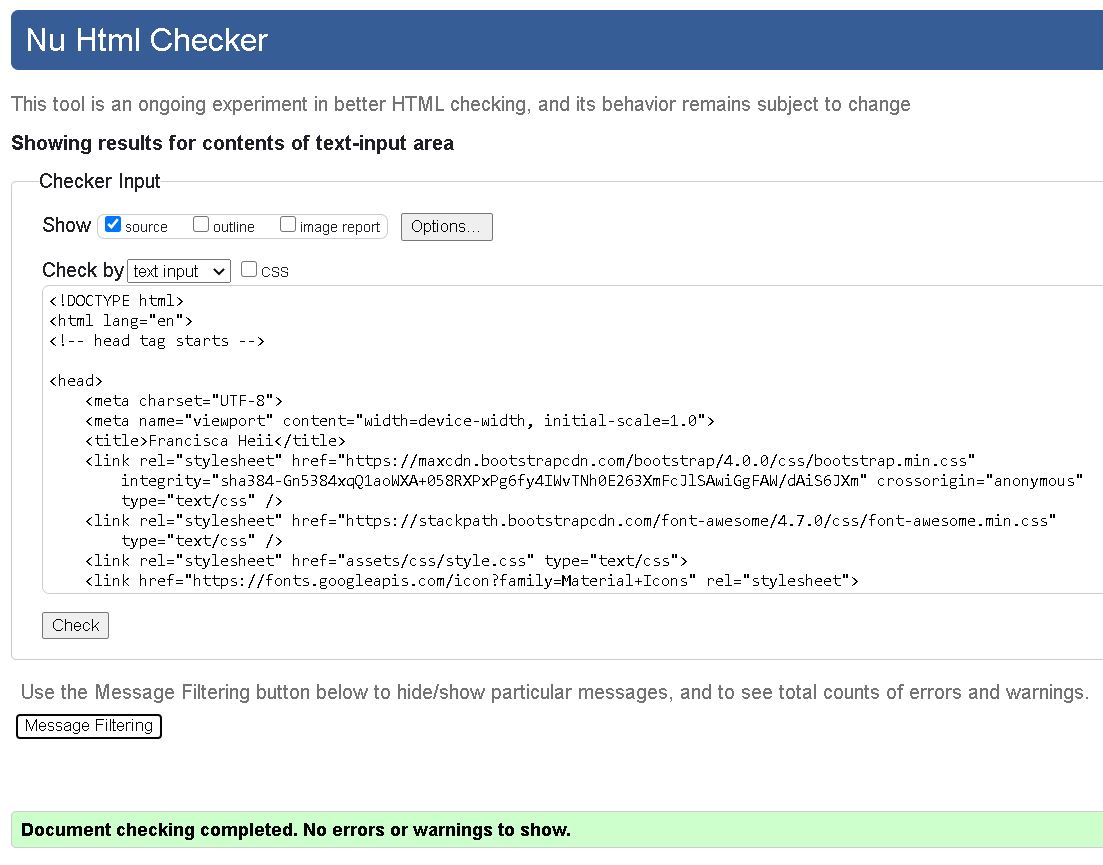 Nu Html Checker
This tool is an ongoing experiment in better HTML checking, and its behavior remains subject to change
Showing results for contents of text-input area
Checker Input
Show source outline image report Options...
Check by text input css
<!DOCTYPE html>
<html lang="en">
<!-- head tag starts -->
<head>
<meta charset="UTF-8">
<meta name="viewport" content="width=device-width, initial-scale=1.0">
<title>Francisca Heii</title>
<link rel="stylesheet" href="https://maxcdn.bootstrapcdn.com/bootstrap/4.0.0/css/bootstrap.min.css"
integrity="sha384-Gn5384xqQ1aoWXA+058RXPxPg6fy4IWvTNh0E263XmFcJlSAwiGgFAW/dAiS6JXm" crossorigin="anonymous"
type="text/css" />
<link rel="stylesheet" href="https://stackpath.bootstrapcdn.com/font-awesome/4.7.0/css/font-awesome.min.css"
type="text/css" />
<link rel="stylesheet" href="assets/css/style.css" type="text/css">
<link href="https://fonts.googleapis.com/icon?family=Material+Icons" rel="stylesheet">
Check
Use the Message Filtering button below to hide/show particular messages, and to see total counts of errors and warnings.
Message Filtering
Document checking completed. No errors or warnings to show.